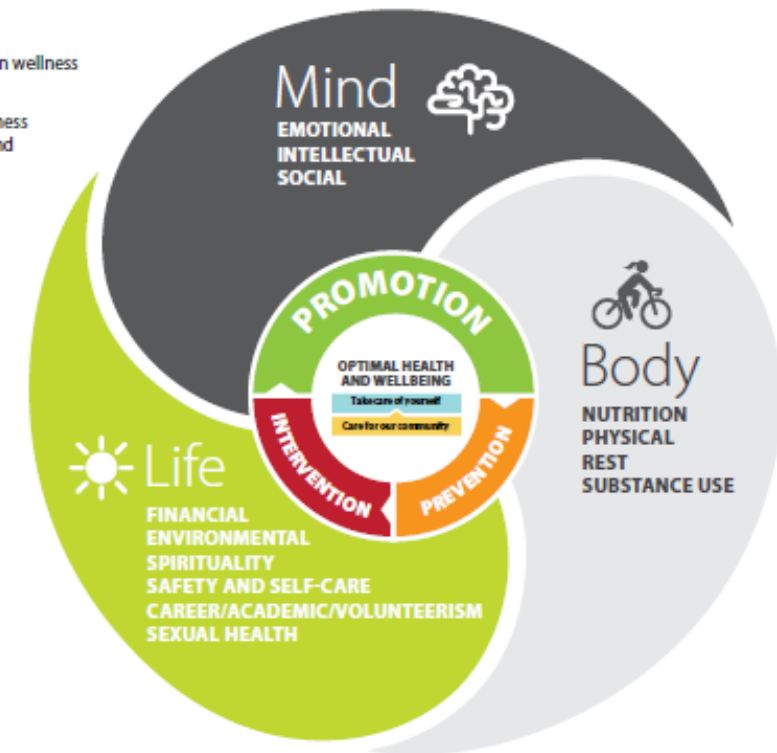 n wellness
ness
nd
Mind
EMOTIONAL
INTELLECTUAL
SOCIAL
PROMOTION
OPTIMAL HEALTH
AND WELLBEING
Take care of yourself
Care for our community
INTERVENTION
PREVENTION
Body
NUTRITION
PHYSICAL
REST
SUBSTANCE USE
Life
FINANCIAL
ENVIRONMENTAL
SPIRITUALITY
SAFETY AND SELF-CARE
CAREER/ACADEMIC/VOLUNTEERISM
SEXUAL HEALTH